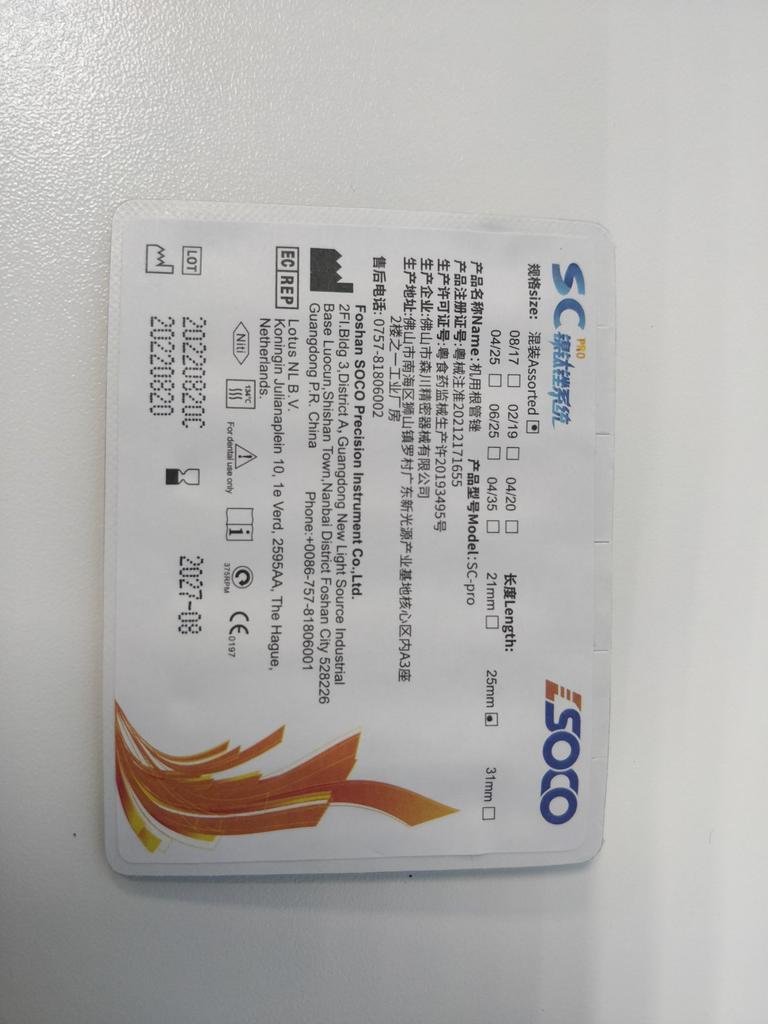 SC PRO 镍钛锉系统
SOCO
规格size: 混装Assorted
长度Length:
08/17 02/19 04/20
21mm 25mm 31mm
04/25 06/25 04/35
产品名称Name:机用根管锉 产品型号Model:SC-pro
产品注册证号:粤械注准20212171655
生产许可证号:粤食药监械生产许20193495号
生产企业:佛山市森川精密器械有限公司
生产地址:佛山市南海区狮山镇罗村广东新光源产业基地核心区内A3座
2楼之一工业厂房
售后电话: 0757-81806002
Foshan SOCO Precision Instrument Co.,Ltd.
2Fl.Bldg 3,District A, Guangdong New Light Source Industrial
Base Luocun,Shishan Town,Nanbai District Foshan City 528226
Guangdong P.R. China Phone:+0086-757-81806001
EC REP
Lotus NL B.V.
Koningin Julianaplein 10, 1e Verd, 2595AA, The Hague,
Netherlands.
Niti
134°C
For dental use only
i
375RPM
CE 0197
LOT 20220820C
20220820
2027-08